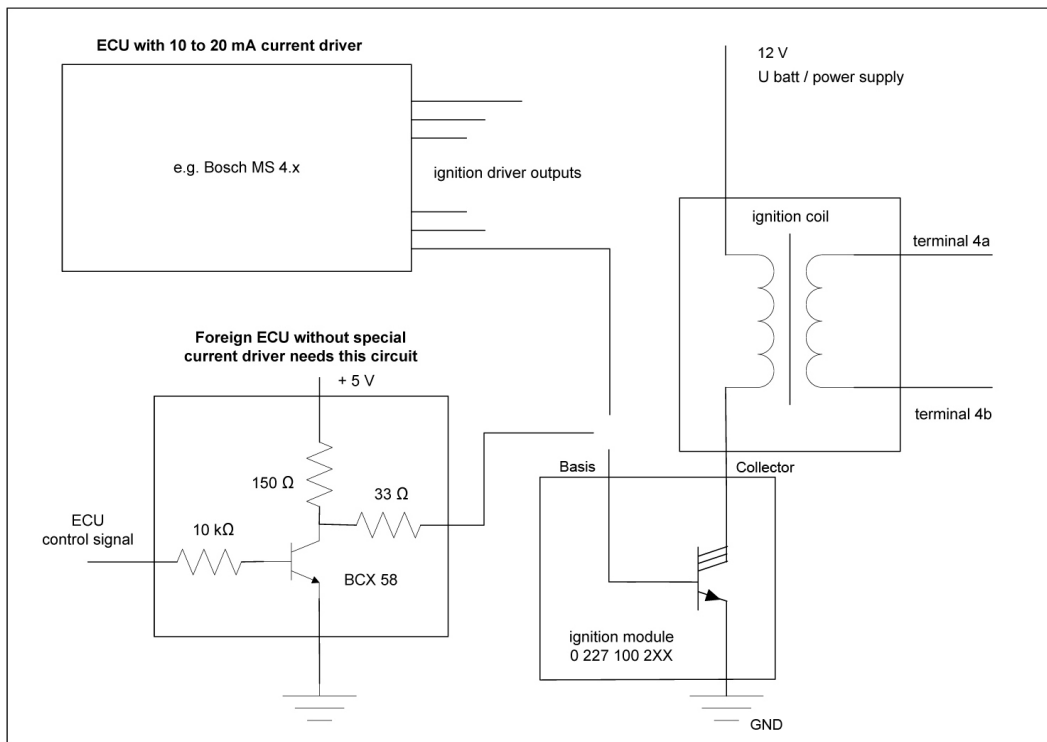 ECU with 10 to 20 mA current driver
e.g. Bosch MS 4.x
ignition driver outputs
12 V
U batt / power supply
ignition coil
terminal 4a
terminal 4b
Foreign ECU without special
current driver needs this circuit
+ 5 V
150 Ω
33 Ω
ECU
control signal
10 kΩ
BCX 58
Basis
Collector
ignition module
0 227 100 2XX
GND